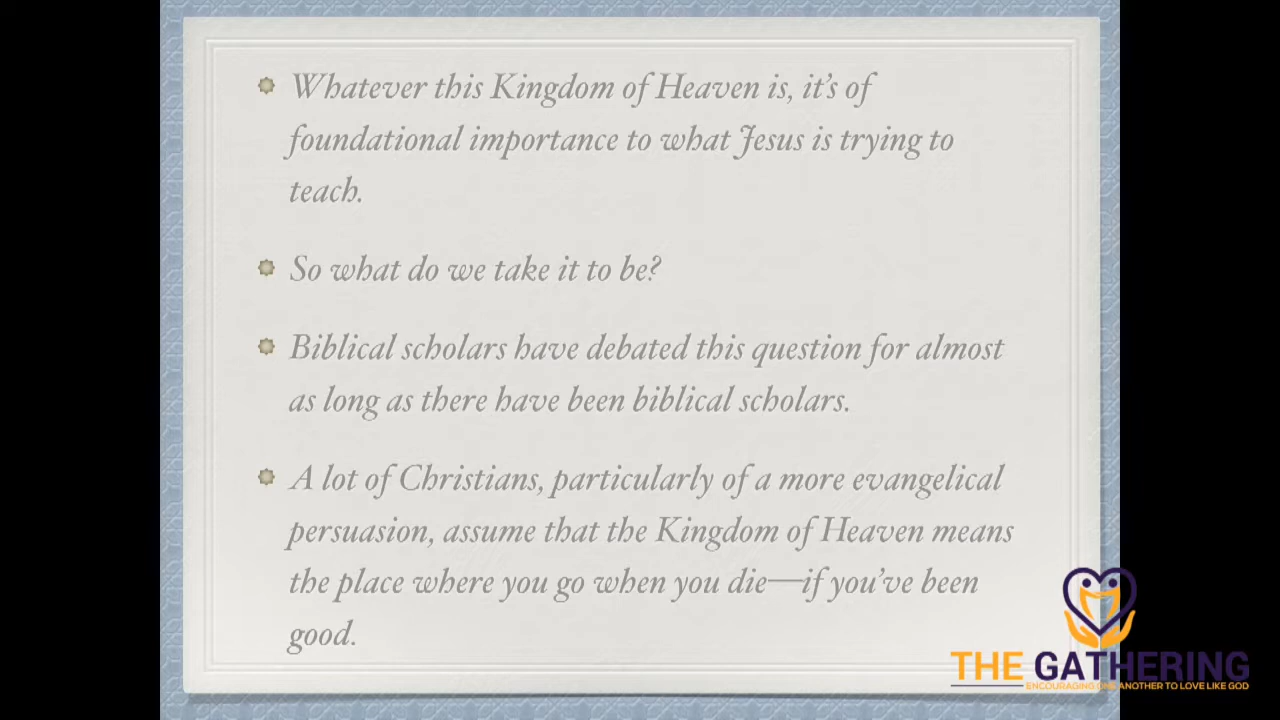 Whatever this Kingdom of Heaven is, it’s of
foundational importance to what Jesus is trying to
teach.
So what do we take it to be?
Biblical scholars have debated this question for almost
as long as there have been biblical scholars.
A lot of Christians, particularly of a more evangelical
persuasion, assume that the Kingdom of Heaven means
the place where you go when you die—if you’ve been
good.
THE GATHERING
ENCOURAGING ONE ANOTHER TO LOVE LIKE GOD